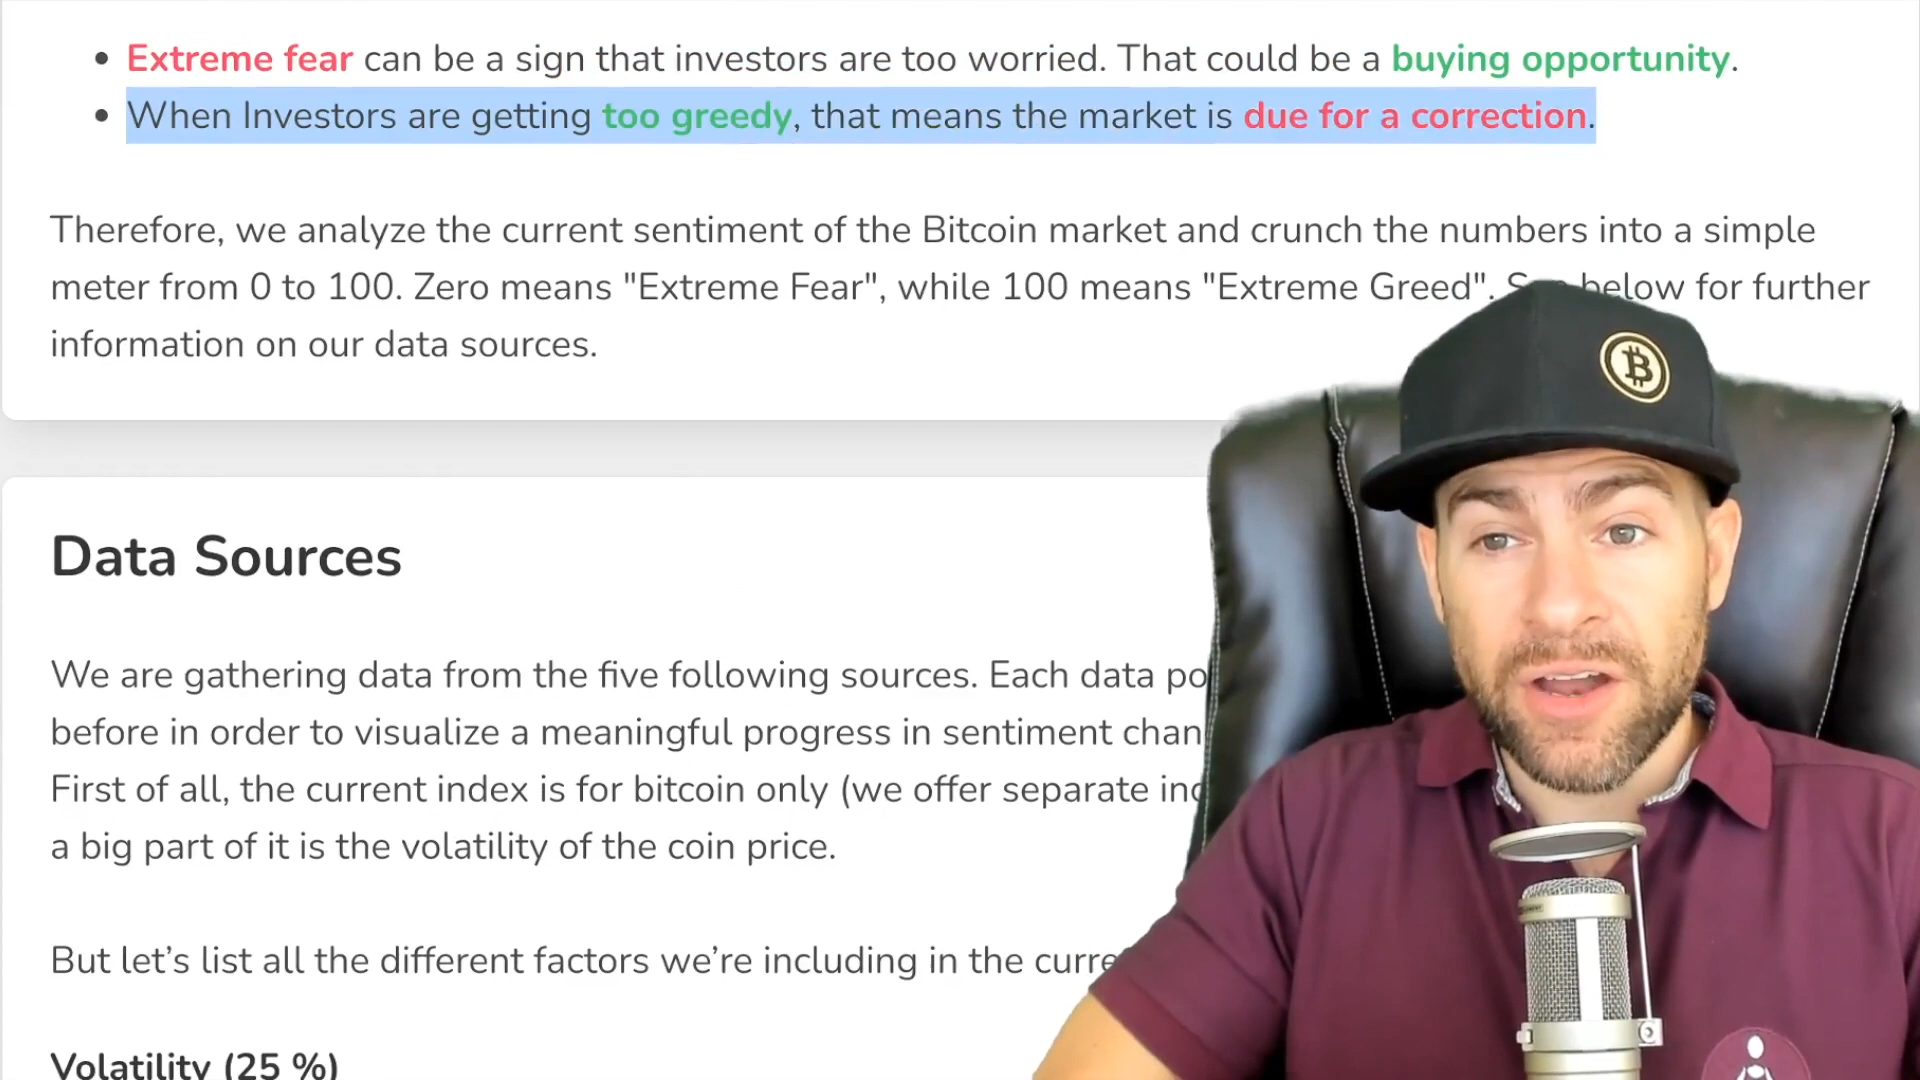 Extreme fear can be a sign that investors are too worried. That could be a buying opportunity.
When Investors are getting too greedy, that means the market is due for a correction.
Therefore, we analyze the current sentiment of the Bitcoin market and crunch the numbers into a simple
meter from 0 to 100. Zero means "Extreme Fear", while 100 means "Extreme Greed". See below for further
information on our data sources.
Data Sources
We are gathering data from the five following sources. Each data po
before in order to visualize a meaningful progress in sentiment chan
First of all, the current index is for bitcoin only (we offer separate ind
a big part of it is the volatility of the coin price.
But let’s list all the different factors we’re including in the curre
Volatility (25 %)